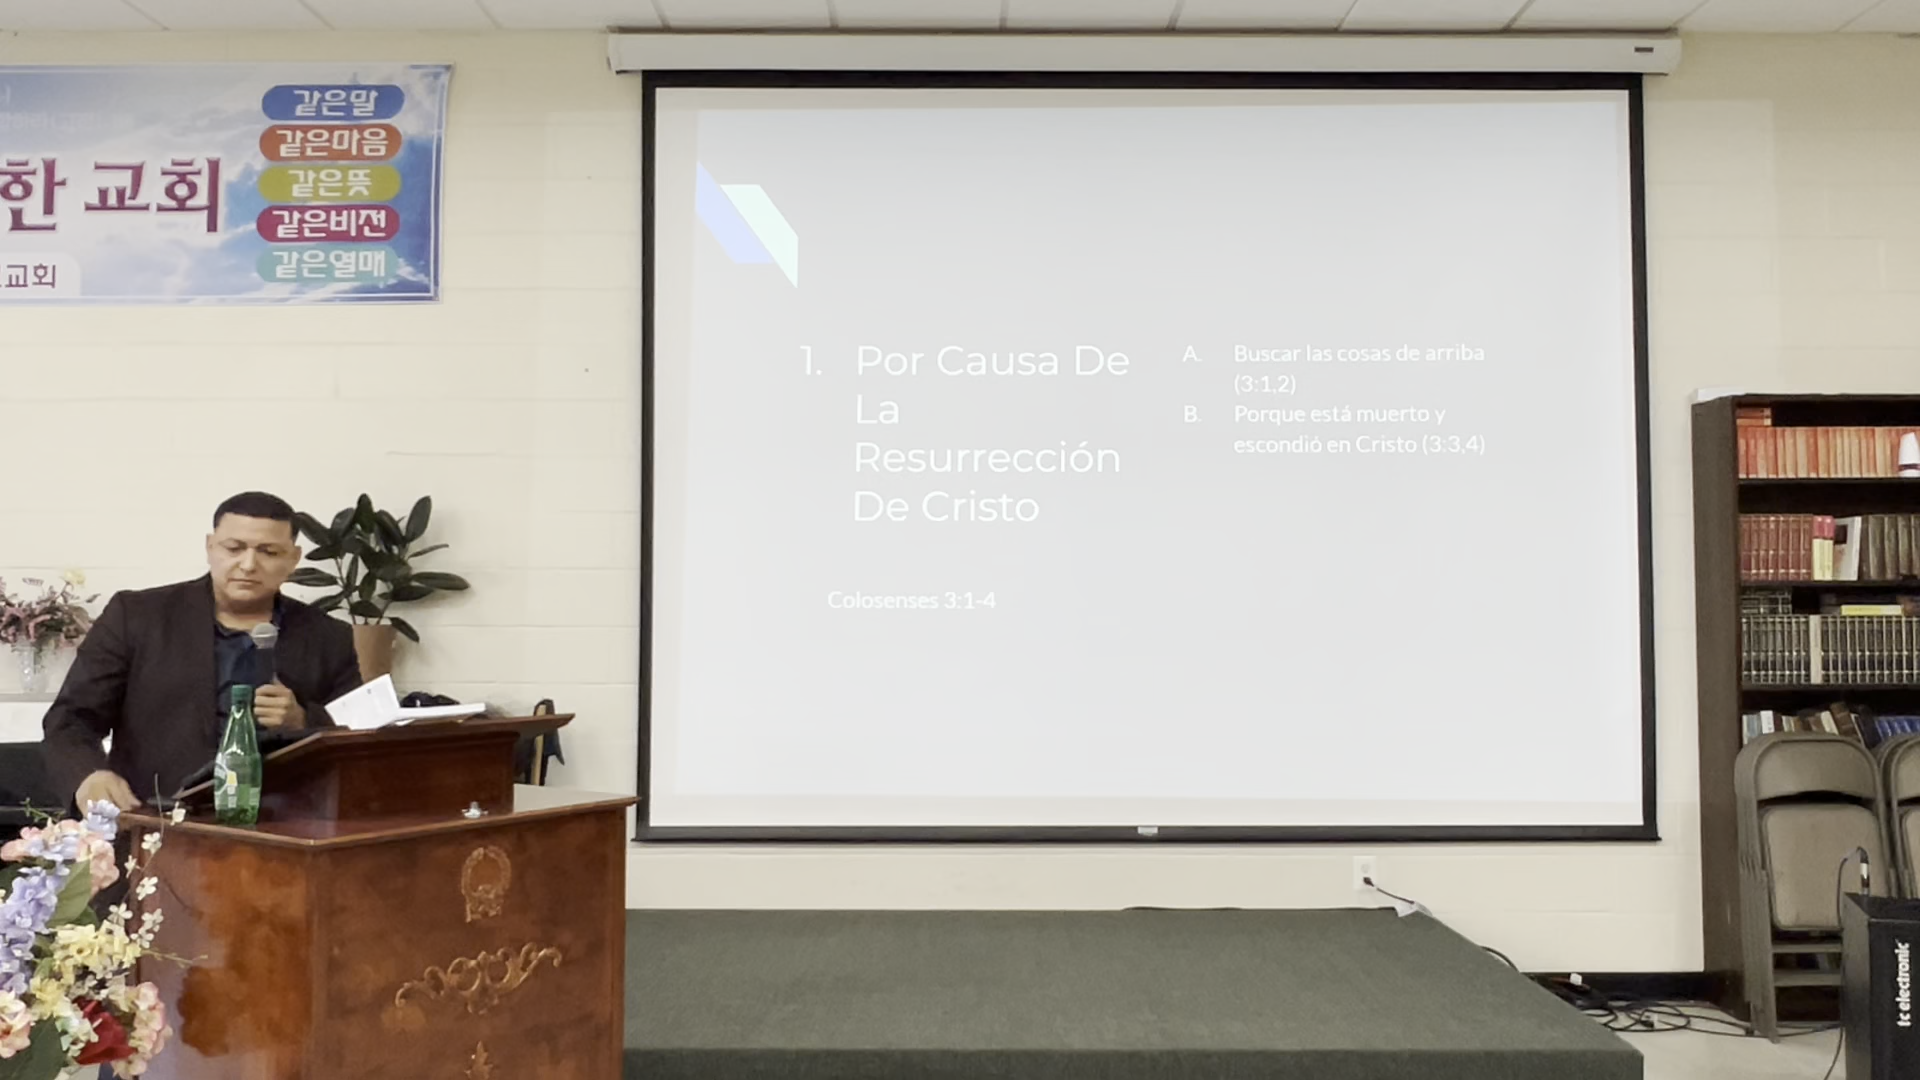 같은말
같은마음
한 교회
같은뜻
같은비전
같은열매
교회
1. Por Causa De
La
Resurrección
De Cristo
Colosenses 3:1-4
A. Buscar las cosas de arriba
(3:1,2)
B. Porque está muerto y
escondió en Cristo (3:3,4)
tc electronic